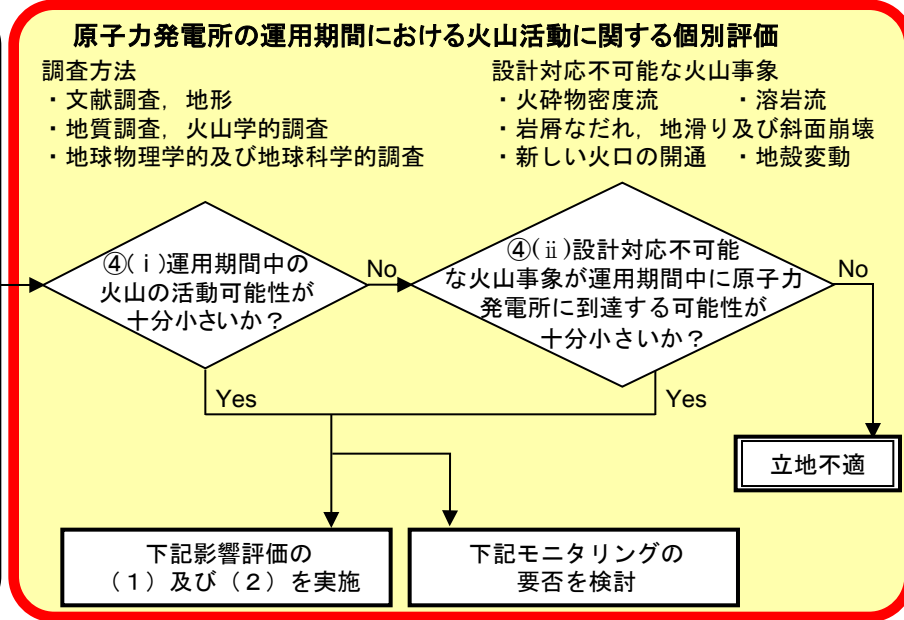 原子力発電所の運用期間における火山活動に関する個別評価
調査方法
・文献調査，地形
・地質調査，火山学的調査
・地球物理学的及び地球科学的調査
設計対応不可能な火山事象
・火砕物密度流　・溶岩流
・岩屑なだれ，地滑り及び斜面崩壊
・新しい火口の開通　・地殻変動
④(ⅰ)運用期間中の
火山の活動可能性が
十分小さいか？
No
④(ⅱ)設計対応不可能
な火山事象が運用期間中に原子力
発電所に到達する可能性が
十分小さいか？
No
Yes
Yes
立地不適
下記影響評価の
（１）及び（２）を実施
下記モニタリングの
要否を検討